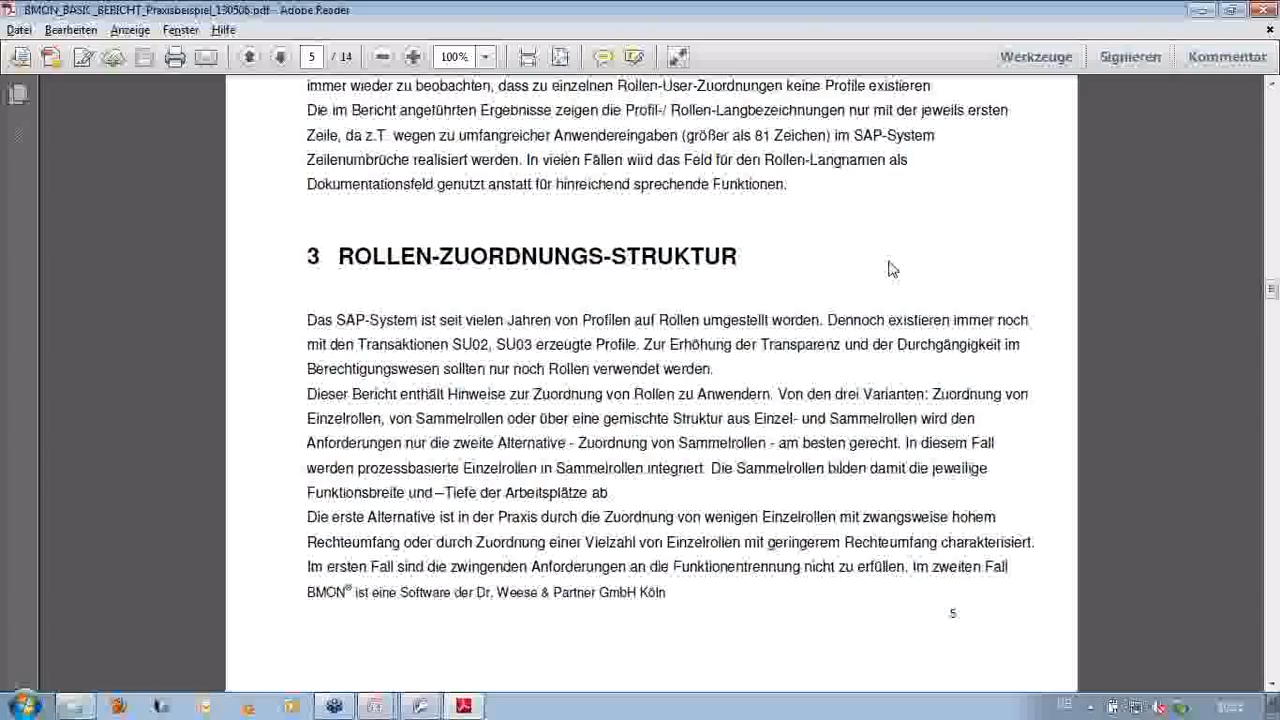 BMON_BASIC_BERICHT_Praxisbeispiel_130506.pdf - Adobe Reader
Datei Bearbeiten Anzeige Fenster Hilfe
5 / 14 100% Werkzeuge Signieren Kommentar
immer wieder zu beobachten, dass zu einzelnen Rollen-User-Zuordnungen keine Profile existieren
Die im Bericht angeführten Ergebnisse zeigen die Profil-/ Rollen-Langbezeichnungen nur mit der jeweils ersten
Zeile, da z.T. wegen zu umfangreicher Anwendereingaben (größer als 81 Zeichen) im SAP-System
Zeilenumbrüche realisiert werden. In vielen Fällen wird das Feld für den Rollen-Langnamen als
Dokumentationsfeld genutzt anstatt für hinreichend sprechende Funktionen.
3 ROLLEN-ZUORDNUNGS-STRUKTUR
Das SAP-System ist seit vielen Jahren von Profilen auf Rollen umgestellt worden. Dennoch existieren immer noch
mit den Transaktionen SU02, SU03 erzeugte Profile. Zur Erhöhung der Transparenz und der Durchgängigkeit im
Berechtigungswesen sollten nur noch Rollen verwendet werden.
Dieser Bericht enthält Hinweise zur Zuordnung von Rollen zu Anwendern. Von den drei Varianten: Zuordnung von
Einzelrollen, von Sammelrollen oder über eine gemischte Struktur aus Einzel- und Sammelrollen wird den
Anforderungen nur die zweite Alternative - Zuordnung von Sammelrollen - am besten gerecht. In diesem Fall
werden prozessbasierte Einzelrollen in Sammelrollen integriert. Die Sammelrollen bilden damit die jeweilige
Funktionsbreite und –Tiefe der Arbeitsplätze ab
Die erste Alternative ist in der Praxis durch die Zuordnung von wenigen Einzelrollen mit zwangsweise hohem
Rechteumfang oder durch Zuordnung einer Vielzahl von Einzelrollen mit geringerem Rechteumfang charakterisiert.
Im ersten Fall sind die zwingenden Anforderungen an die Funktionentrennung nicht zu erfüllen. Im zweiten Fall
BMON® ist eine Software der Dr. Weese & Partner GmbH Köln
5